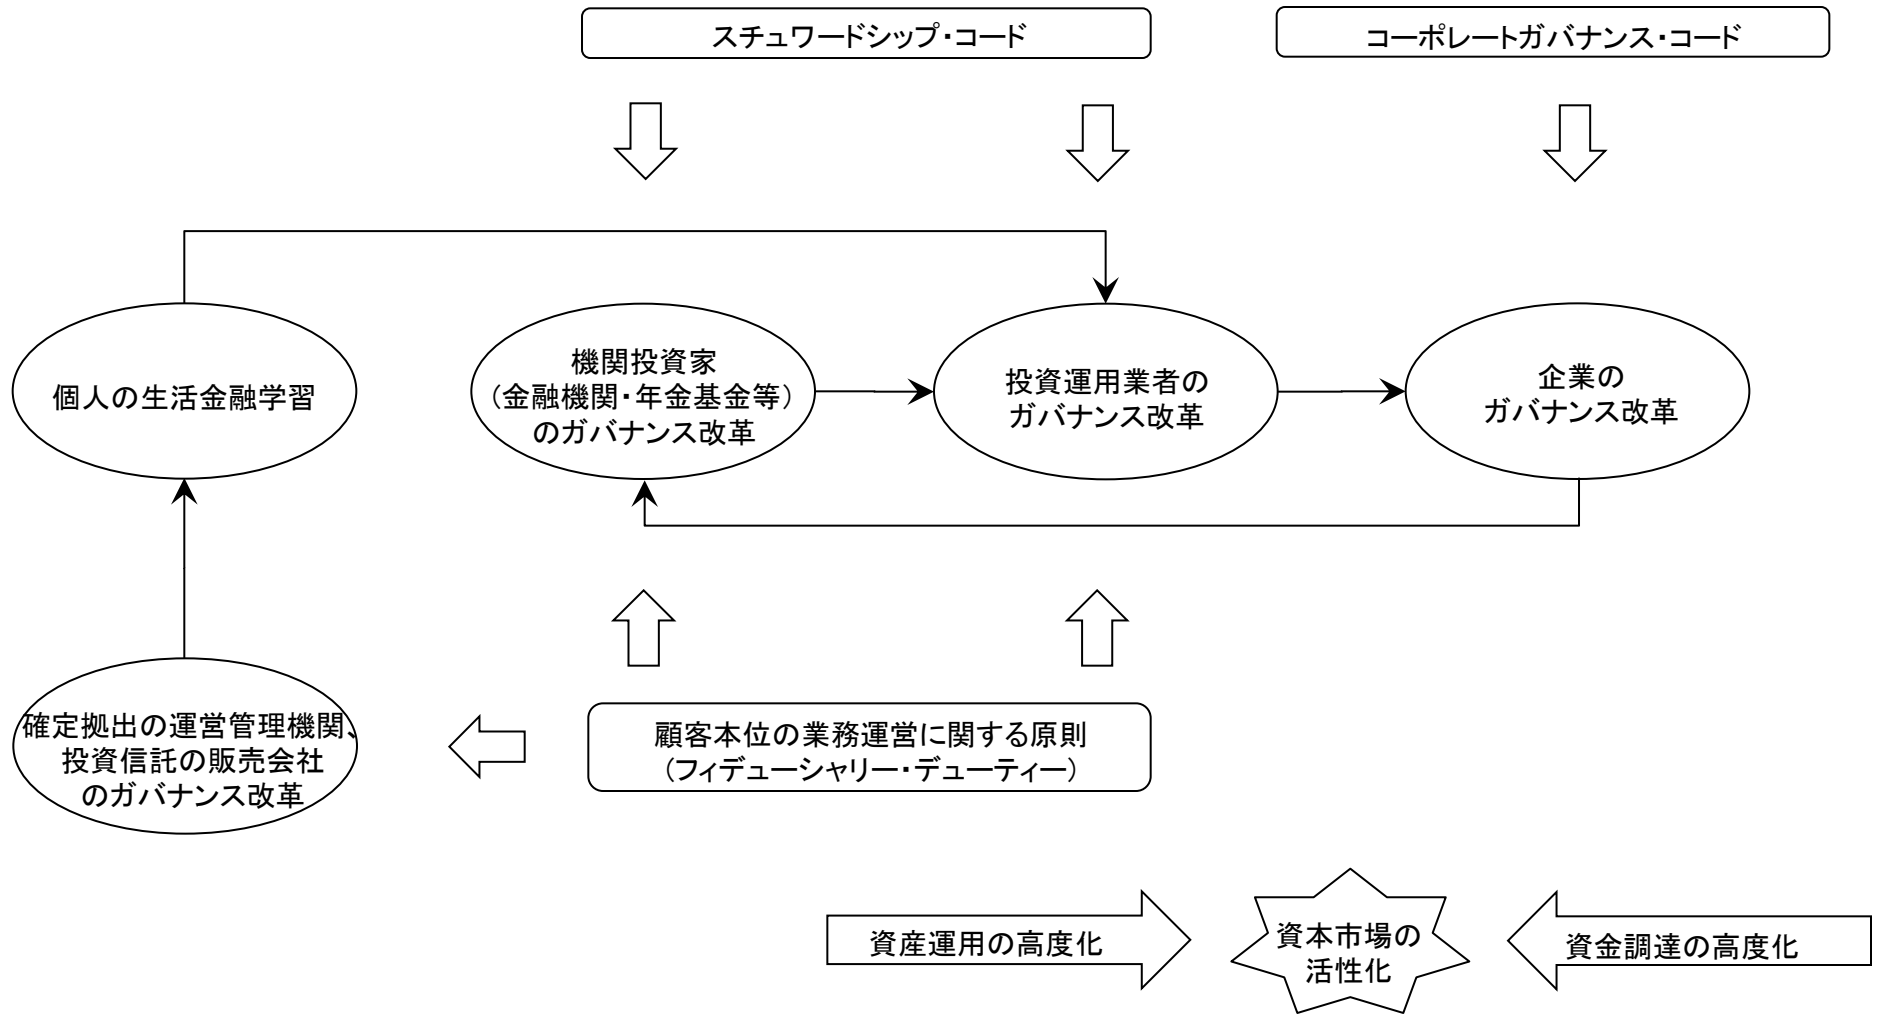 スチュワードシップ・コード
コーポレートガバナンス・コード
個人の生活金融学習
機関投資家
(金融機関・年金基金等)
のガバナンス改革
投資運用業者の
ガバナンス改革
企業の
ガバナンス改革
確定拠出の運営管理機関、
投資信託の販売会社
のガバナンス改革
顧客本位の業務運営に関する原則
(フィデューシャリー・デューティー)
資産運用の高度化
資本市場の
活性化
資金調達の高度化